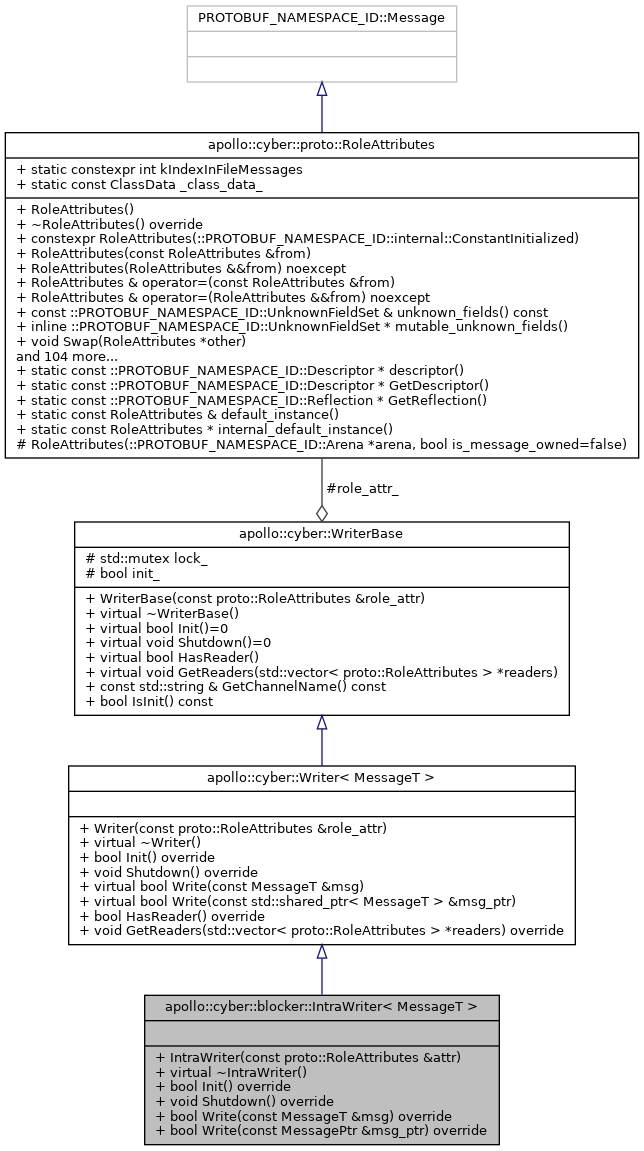 PROTOBUF_NAMESPACE_ID::Message
apollo::cyber::proto::RoleAttributes
+ static constexpr int kIndexInFileMessages
+ static const ClassData _class_data_
+ RoleAttributes()
+ ~RoleAttributes() override
+ constexpr RoleAttributes(::PROTOBUF_NAMESPACE_ID::internal::ConstantInitialized)
+ RoleAttributes(const RoleAttributes &from)
+ RoleAttributes(RoleAttributes &&from) noexcept
+ RoleAttributes & operator=(const RoleAttributes &from)
+ RoleAttributes & operator=(RoleAttributes &&from) noexcept
+ const ::PROTOBUF_NAMESPACE_ID::UnknownFieldSet & unknown_fields() const
+ inline ::PROTOBUF_NAMESPACE_ID::UnknownFieldSet * mutable_unknown_fields()
+ void Swap(RoleAttributes *other)
and 104 more...
+ static const ::PROTOBUF_NAMESPACE_ID::Descriptor * descriptor()
+ static const ::PROTOBUF_NAMESPACE_ID::Descriptor * GetDescriptor()
+ static const ::PROTOBUF_NAMESPACE_ID::Reflection * GetReflection()
+ static const RoleAttributes & default_instance()
+ static const RoleAttributes * internal_default_instance()
# RoleAttributes(::PROTOBUF_NAMESPACE_ID::Arena *arena, bool is_message_owned=false)
#role_attr_
apollo::cyber::WriterBase
# std::mutex lock_
# bool init_
+ WriterBase(const proto::RoleAttributes &role_attr)
+ virtual ~WriterBase()
+ virtual bool Init()=0
+ virtual void Shutdown()=0
+ virtual bool HasReader()
+ virtual void GetReaders(std::vector< proto::RoleAttributes > *readers)
+ const std::string & GetChannelName() const
+ bool IsInit() const
apollo::cyber::Writer< MessageT >
+ Writer(const proto::RoleAttributes &role_attr)
+ virtual ~Writer()
+ bool Init() override
+ void Shutdown() override
+ virtual bool Write(const MessageT &msg)
+ virtual bool Write(const std::shared_ptr< MessageT > &msg_ptr)
+ bool HasReader() override
+ void GetReaders(std::vector< proto::RoleAttributes > *readers) override
apollo::cyber::blocker::IntraWriter< MessageT >
+ IntraWriter(const proto::RoleAttributes &attr)
+ virtual ~IntraWriter()
+ bool Init() override
+ void Shutdown() override
+ bool Write(const MessageT &msg) override
+ bool Write(const MessagePtr &msg_ptr) override